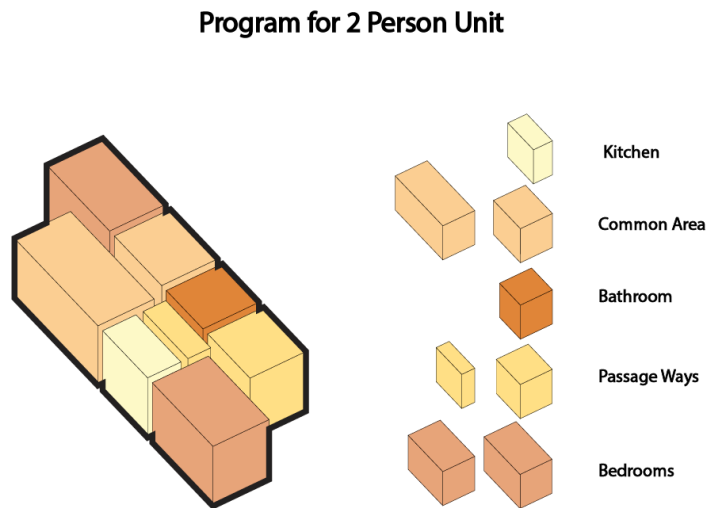 Program for 2 Person Unit
Kitchen
Common Area
Bathroom
Passage Ways
Bedrooms